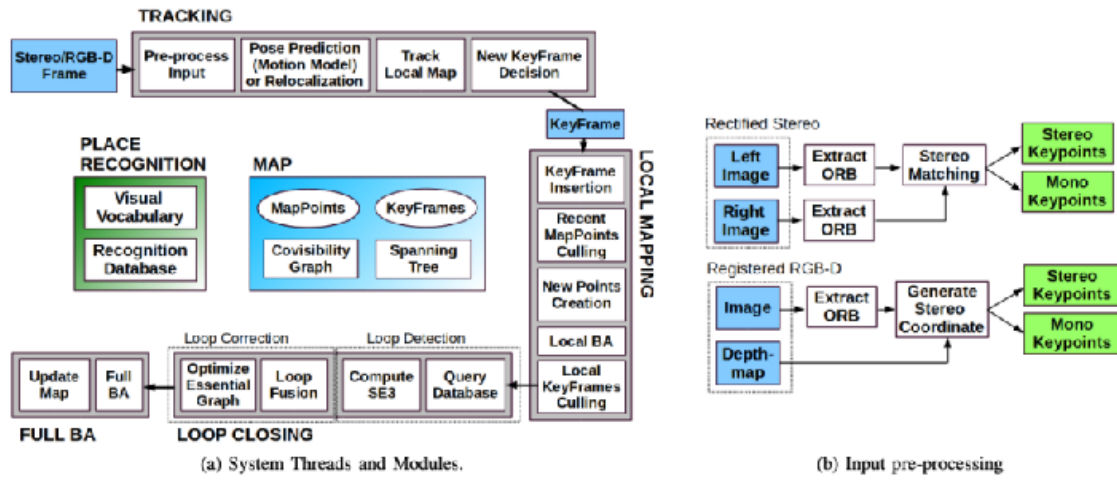 TRACKING
Stereo/RGB-D
Frame
Pre-process
Input
Pose Prediction
(Motion Model)
or Relocalization
Track
Local Map
New KeyFrame
Decision
KeyFrame
PLACE
RECOGNITION
Visual
Vocabulary
Recognition
Database
MAP
MapPoints
KeyFrames
Covisibility
Graph
Spanning
Tree
LOCAL MAPPING
KeyFrame
Insertion
Recent
MapPoints
Culling
New Points
Creation
Local BA
Local
KeyFrames
Culling
Loop Correction
Loop Detection
Update
Map
Full
BA
Optimize
Essential
Graph
Loop
Fusion
Compute
SE3
Query
Database
FULL BA
LOOP CLOSING
(a) System Threads and Modules.
Rectified Stereo
Left
Image
Extract
ORB
Stereo
Matching
Stereo
Keypoints
Mono
Keypoints
Right
Image
Extract
ORB
Registered RGB-D
Image
Extract
ORB
Generate
Stereo
Coordinate
Stereo
Keypoints
Mono
Keypoints
Depth-
map
(b) Input pre-processing